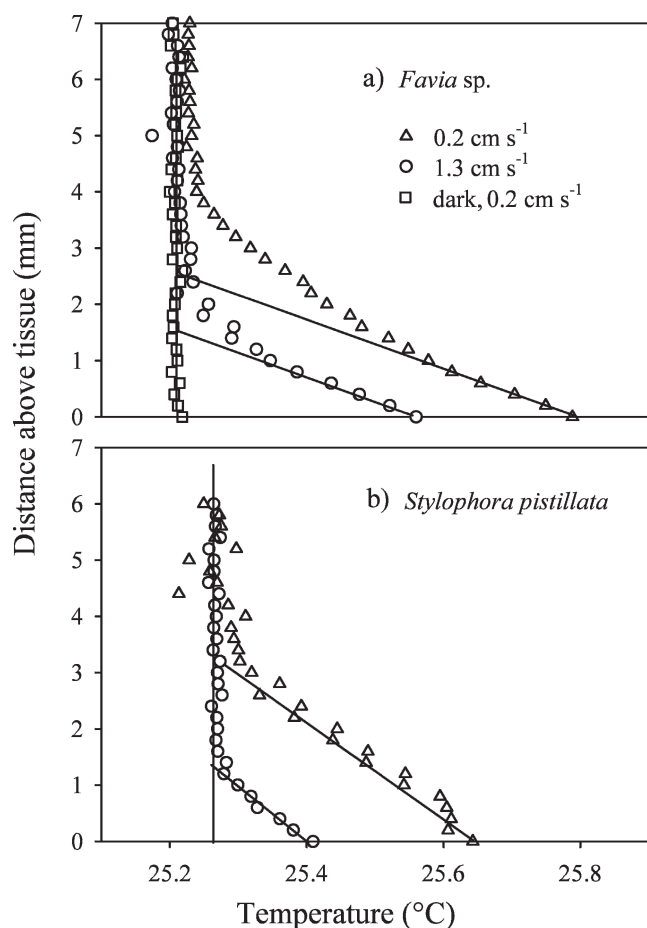 7
6
5
4
3
2
1
0
a) Favia sp.
0.2 cm s⁻¹
1.3 cm s⁻¹
dark, 0.2 cm s⁻¹
Distance above tissue (mm)
7
6
5
4
3
2
1
0
b) Stylophora pistillata
25.2 25.4 25.6 25.8
Temperature (°C)